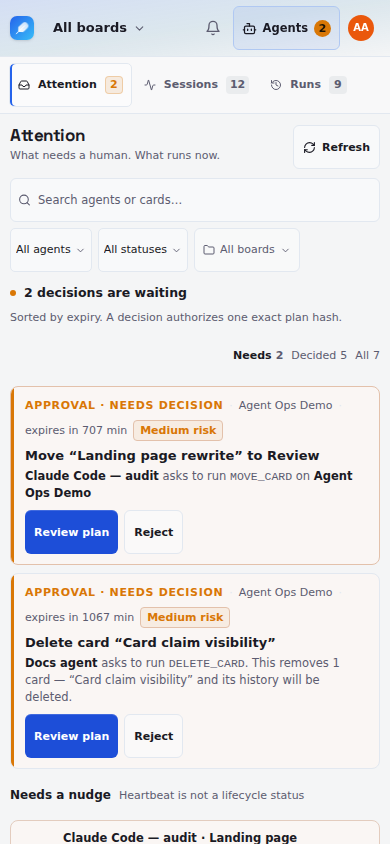 All boards
Agents 2
AA
Attention 2
Sessions 12
Runs 9
Attention
What needs a human. What runs now.
Refresh
Search agents or cards…
All agents
All statuses
All boards
2 decisions are waiting
Sorted by expiry. A decision authorizes one exact plan hash.
Needs 2 Decided 5 All 7
APPROVAL · NEEDS DECISION · Agent Ops Demo ·
expires in 707 min Medium risk
Move “Landing page rewrite” to Review
Claude Code — audit asks to run MOVE_CARD on Agent
Ops Demo
Review plan
Reject
APPROVAL · NEEDS DECISION · Agent Ops Demo ·
expires in 1067 min Medium risk
Delete card “Card claim visibility”
Docs agent asks to run DELETE_CARD. This removes 1
card — “Card claim visibility” and its history will be
deleted.
Review plan
Reject
Needs a nudge Heartbeat is not a lifecycle status
Claude Code — audit · Landing page